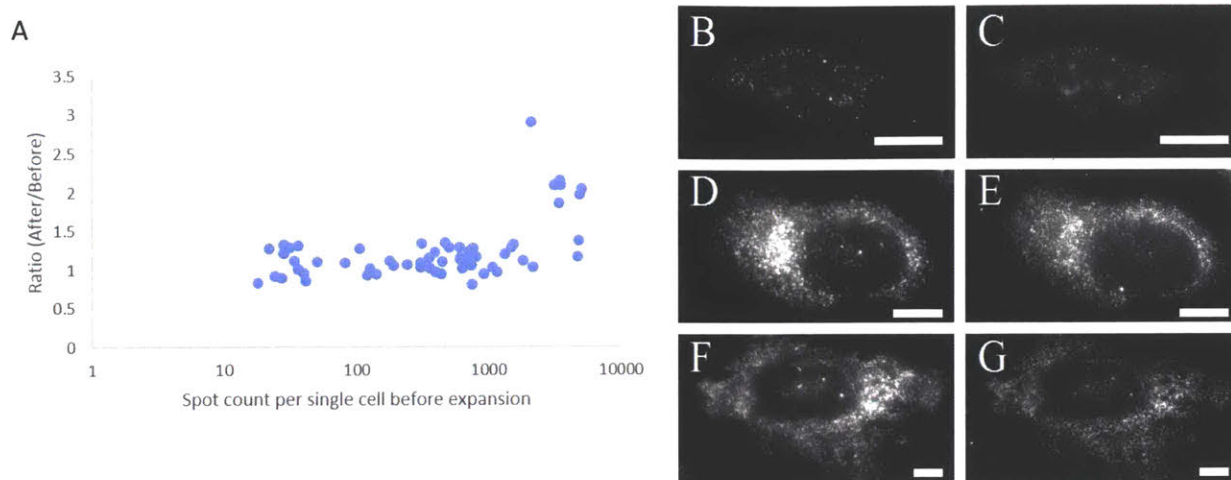 A
3.5
3
2.5
2
1.5
1
0.5
0
Ratio (After/Before)
1 10 100 1000 10000
Spot count per single cell before expansion
B
C
D
E
F
G